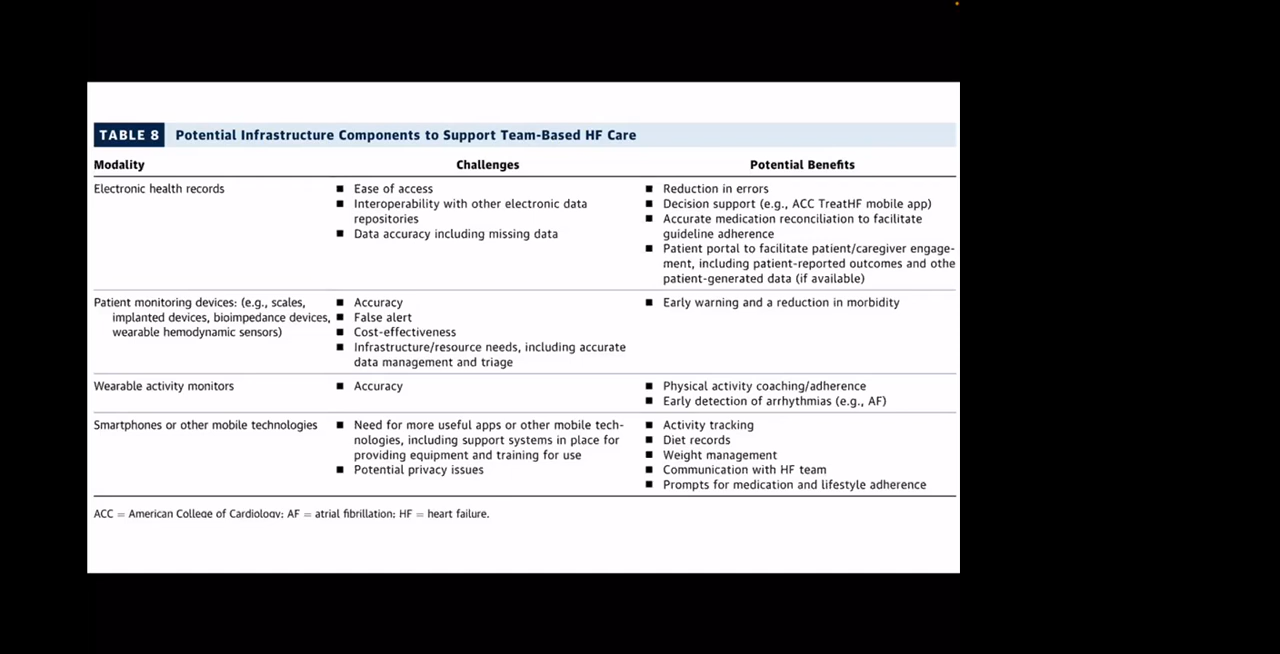 TABLE 8 Potential Infrastructure Components to Support Team-Based HF Care
Modality Challenges Potential Benefits
Electronic health records
■ Ease of access
■ Interoperability with other electronic data
repositories
■ Data accuracy including missing data
■ Reduction in errors
■ Decision support (e.g., ACC TreatHF mobile app)
■ Accurate medication reconciliation to facilitate
guideline adherence
■ Patient portal to facilitate patient/caregiver engage-
ment, including patient-reported outcomes and othe
patient-generated data (if available)
Patient monitoring devices: (e.g., scales,
implanted devices, bioimpedance devices,
wearable hemodynamic sensors)
■ Accuracy
■ False alert
■ Cost-effectiveness
■ Infrastructure/resource needs, including accurate
data management and triage
■ Early warning and a reduction in morbidity
Wearable activity monitors
■ Accuracy
■ Physical activity coaching/adherence
■ Early detection of arrhythmias (e.g., AF)
Smartphones or other mobile technologies
■ Need for more useful apps or other mobile tech-
nologies, including support systems in place for
providing equipment and training for use
■ Potential privacy issues
■ Activity tracking
■ Diet records
■ Weight management
■ Communication with HF team
■ Prompts for medication and lifestyle adherence
ACC = American College of Cardiology; AF = atrial fibrillation; HF = heart failure.